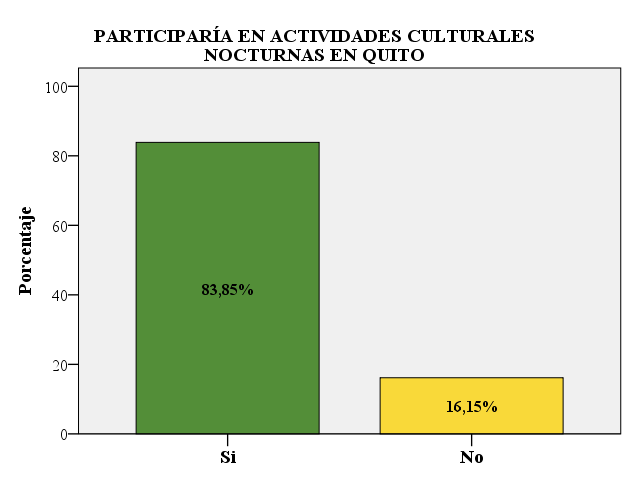 PARTICIPARÍA EN ACTIVIDADES CULTURALES
NOCTURNAS EN QUITO
Porcentaje
100
80
60
40
20
0
83,85%
16,15%
Si
No